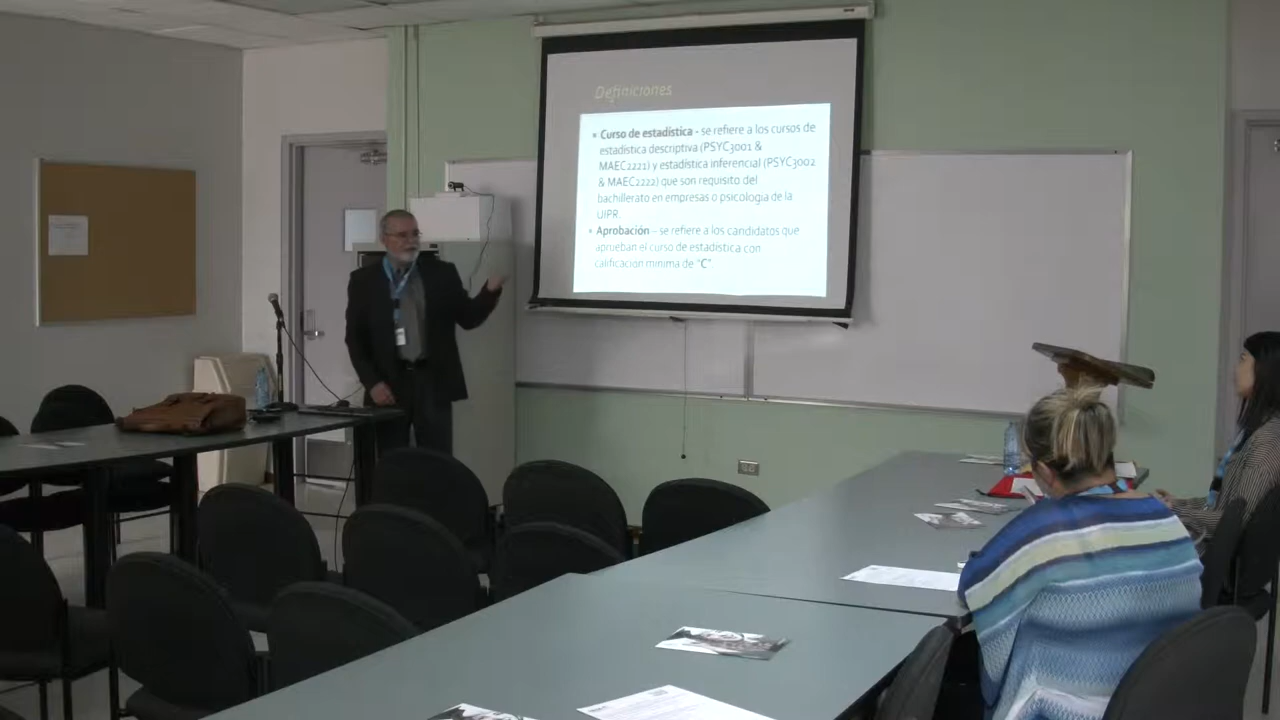 Definiciones
• Curso de estadística - se refiere a los cursos de
estadística descriptiva (PSYC3001 &
MAEC2221) y estadística inferencial (PSYC3002
& MAEC2222) que son requisito del
bachillerato en empresas o psicología de la
UIPR.
• Aprobación – se refiere a los candidatos que
aprueban el curso de estadística con
calificación mínima de "C"